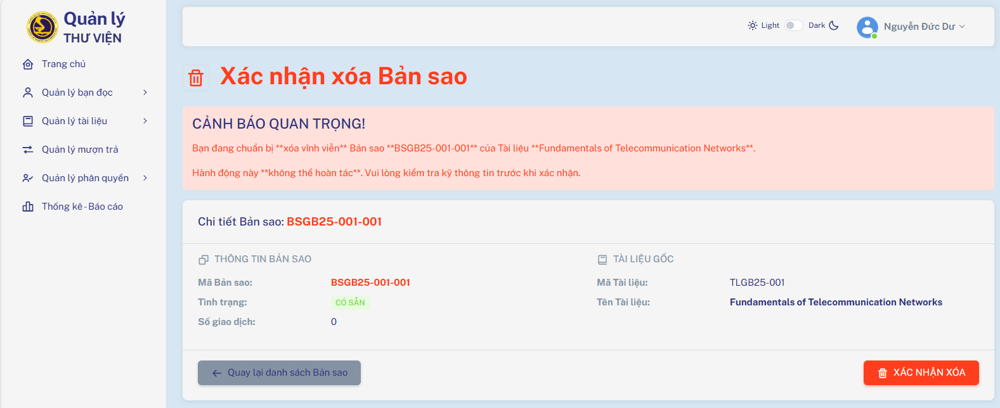 Quản lý
THƯ VIỆN
Trang chủ
Quản lý bạn đọc
Quản lý tài liệu
Quản lý mượn trả
Quản lý phân quyền
Thống kê - Báo cáo
Light Dark Nguyễn Đức Dư
Xác nhận xóa Bản sao
CẢNH BÁO QUAN TRỌNG!
Bạn đang chuẩn bị **xóa vĩnh viễn** Bản sao **BSGB25-001-001** của Tài liệu **Fundamentals of Telecommunication Networks**.
Hành động này **không thể hoàn tác**. Vui lòng kiểm tra kỹ thông tin trước khi xác nhận.
Chi tiết Bản sao: BSGB25-001-001
THÔNG TIN BẢN SAO
Mã Bản sao: BSGB25-001-001
Tình trạng: CÓ SẴN
Số giao dịch: 0
TÀI LIỆU GỐC
Mã Tài liệu: TLGB25-001
Tên Tài liệu: Fundamentals of Telecommunication Networks
Quay lại danh sách Bản sao
XÁC NHẬN XÓA